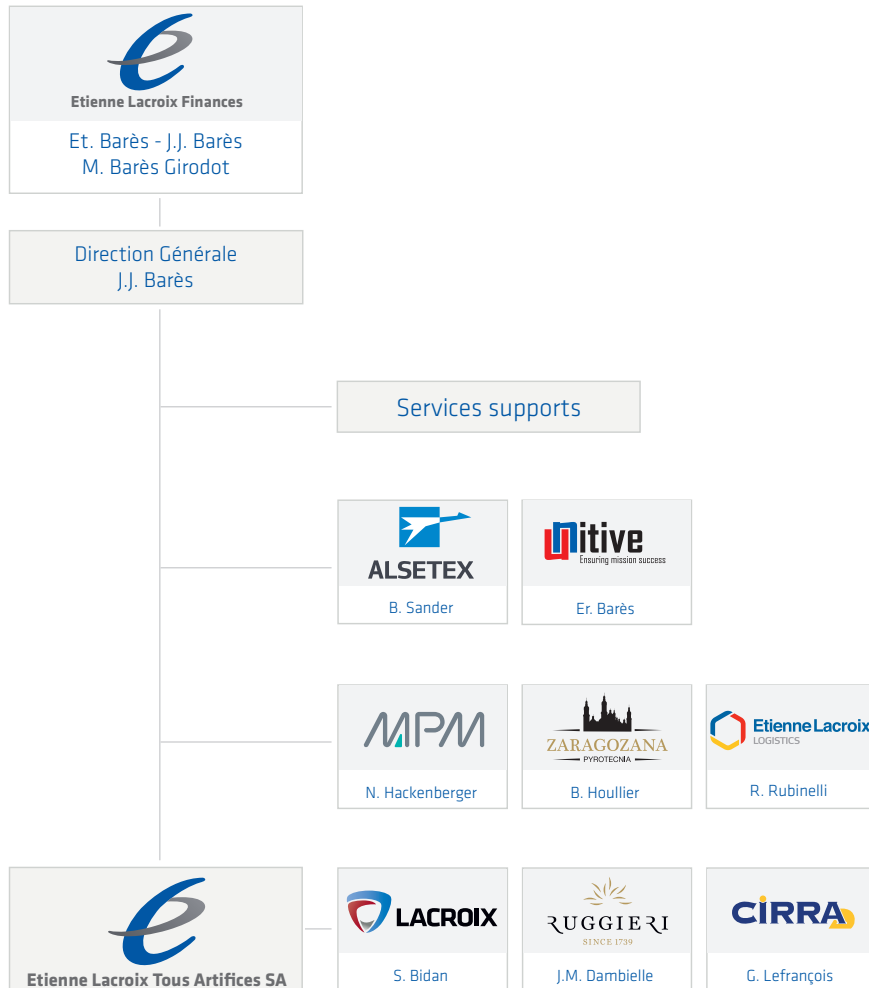 Etienne Lacroix Finances
Et. Barès - J.J. Barès
M. Barès Girodot
Direction Générale
J.J. Barès
Services supports
ALSETEX
B. Sander
Unitive
Ensuring mission success
Er. Barès
MPM
N. Hackenberger
ZARAGOZANA
PYROTECNIA
B. Houllier
Etienne Lacroix
LOGISTICS
R. Rubinelli
Etienne Lacroix Tous Artifices SA
LACROIX
S. Bidan
RUGGIERI
SINCE 1739
J.M. Dambielle
CiRRA
G. Lefrançois